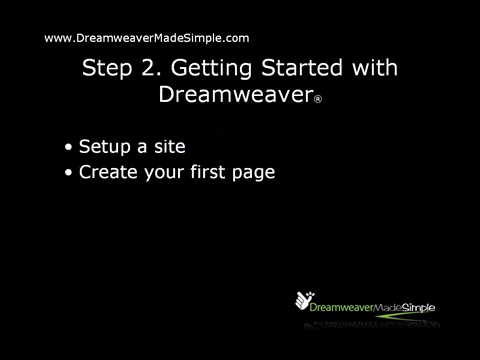 www.DreamweaverMadeSimple.com
Step 2. Getting Started with
Dreamweaver®
• Setup a site
• Create your first page
DreamweaverMadeSimple